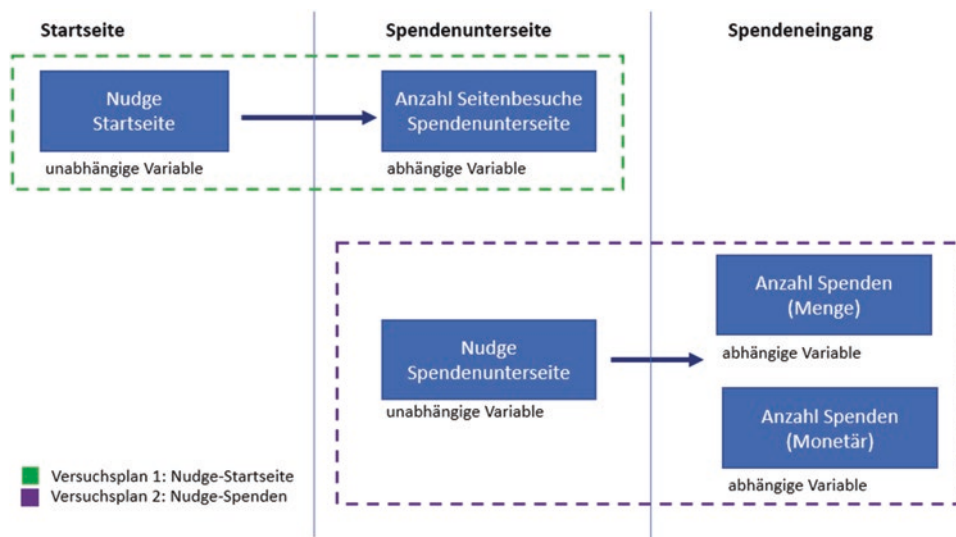 Startseite
Spendenunterseite
Spendeneingang
Nudge
Startseite
unabhängige Variable
Anzahl Seitenbesuche
Spendenunterseite
abhängige Variable
Nudge
Spendenunterseite
unabhängige Variable
Anzahl Spenden
(Menge)
abhängige Variable
Anzahl Spenden
(Monetär)
abhängige Variable
Versuchsplan 1: Nudge-Startseite
Versuchsplan 2: Nudge-Spenden